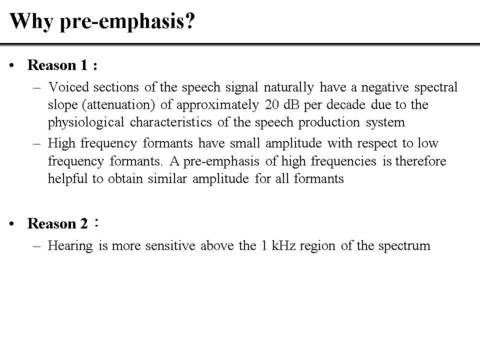 Why pre-emphasis?
• Reason 1 :
– Voiced sections of the speech signal naturally have a negative spectral
slope (attenuation) of approximately 20 dB per decade due to the
physiological characteristics of the speech production system
– High frequency formants have small amplitude with respect to low
frequency formants. A pre-emphasis of high frequencies is therefore
helpful to obtain similar amplitude for all formants
• Reason 2：
– Hearing is more sensitive above the 1 kHz region of the spectrum